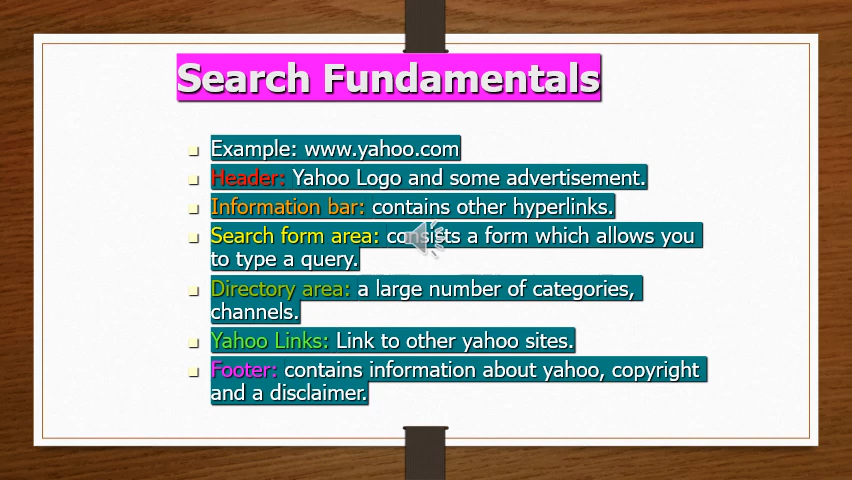 Search Fundamentals
Example: www.yahoo.com
Header: Yahoo Logo and some advertisement.
Information bar: contains other hyperlinks.
Search form area: consists a form which allows you
to type a query.
Directory area: a large number of categories,
channels.
Yahoo Links: Link to other yahoo sites.
Footer: contains information about yahoo, copyright
and a disclaimer.